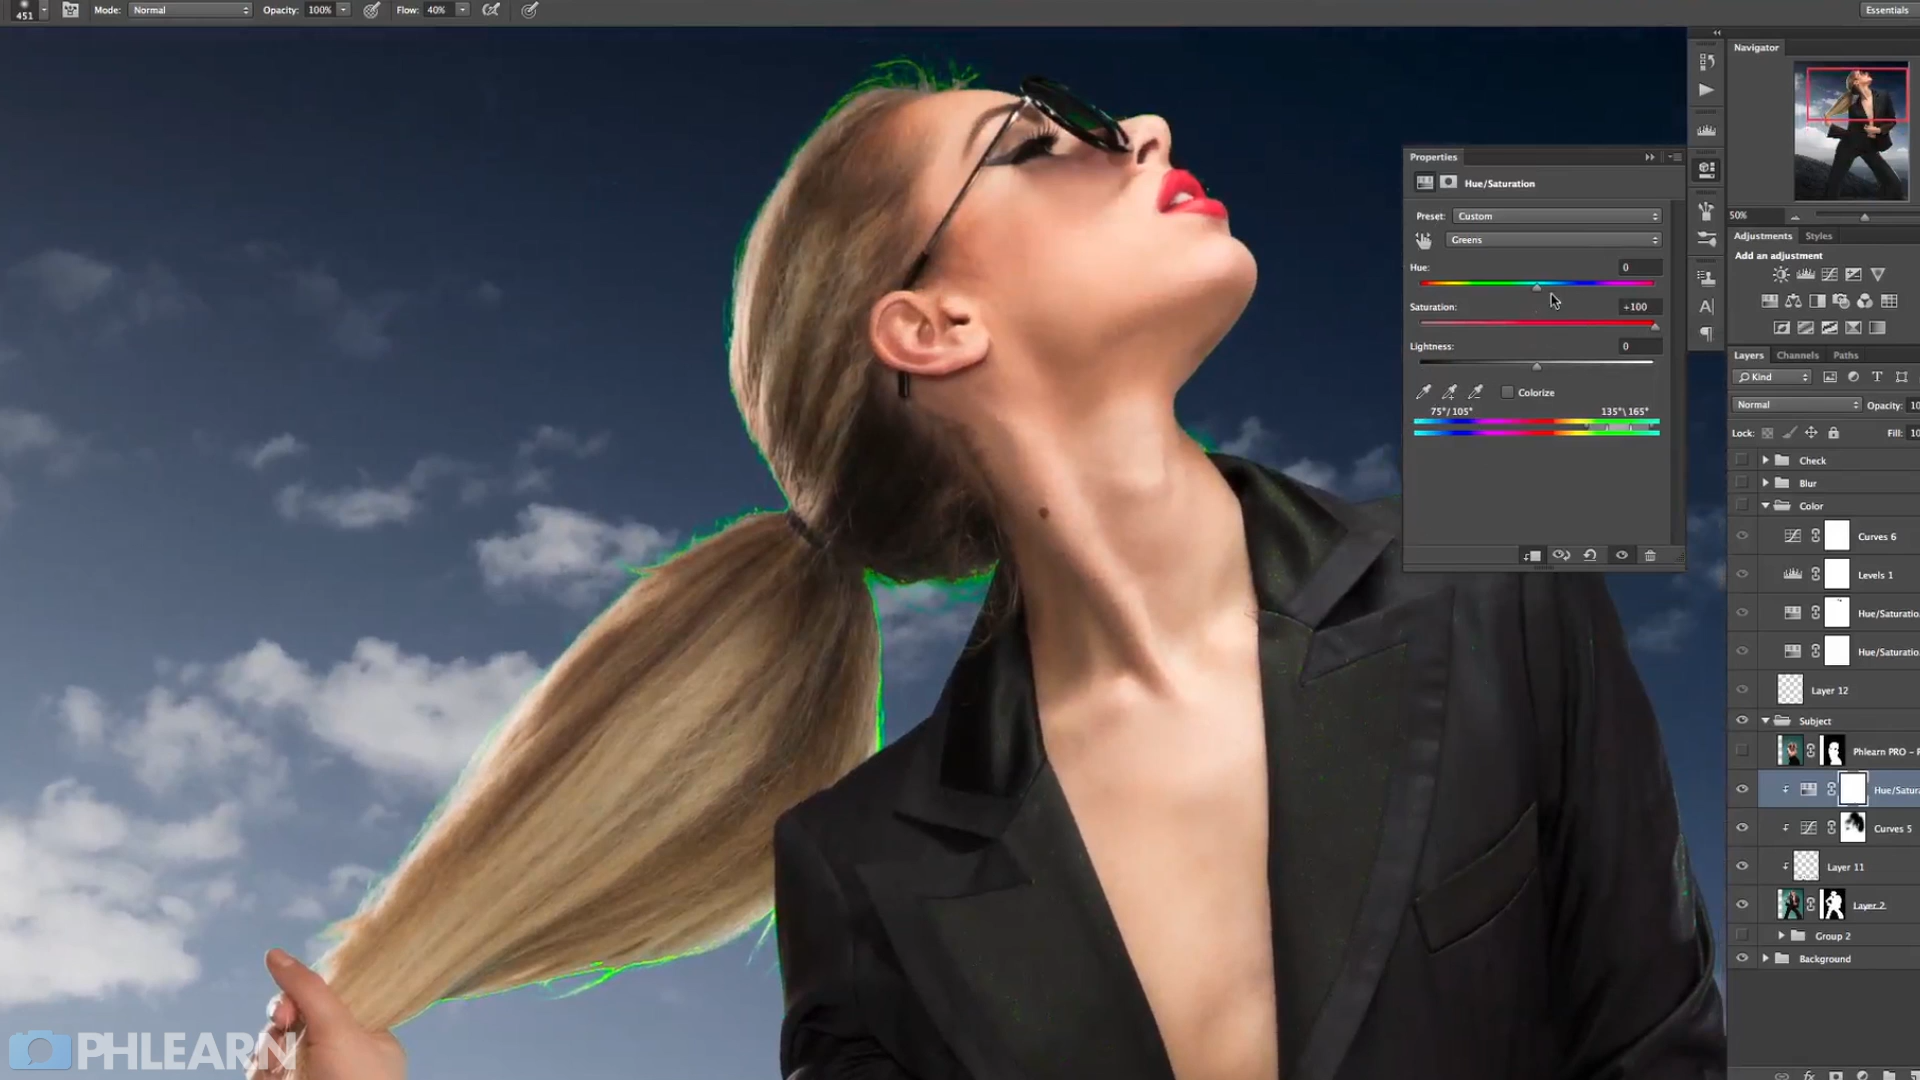 451
Mode: Normal
Opacity: 100%
Flow: 40%
Essentials
Navigator
50%
Properties
Hue/Saturation
Preset: Custom
Greens
Hue: 0
Saturation: +100
Lightness: 0
Colorize
75°/105° 135°\165°
Adjustments Styles
Add an adjustment
Layers Channels Paths
Kind
Normal Opacity: 10
Lock: Fill: 10
Check
Blur
Color
Curves 6
Levels 1
Hue/Saturatio
Hue/Saturatio
Layer 12
Subject
Phlearn PRO -
Hue/Satur
Curves 5
Layer 11
Layer 2
Group 2
Background
PHLEARN